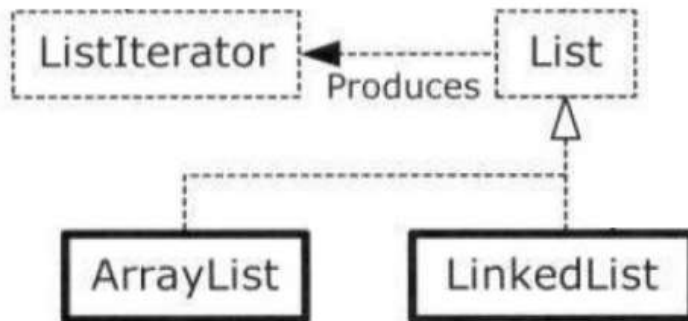 ListIterator
List
Produces
ArrayList
LinkedList